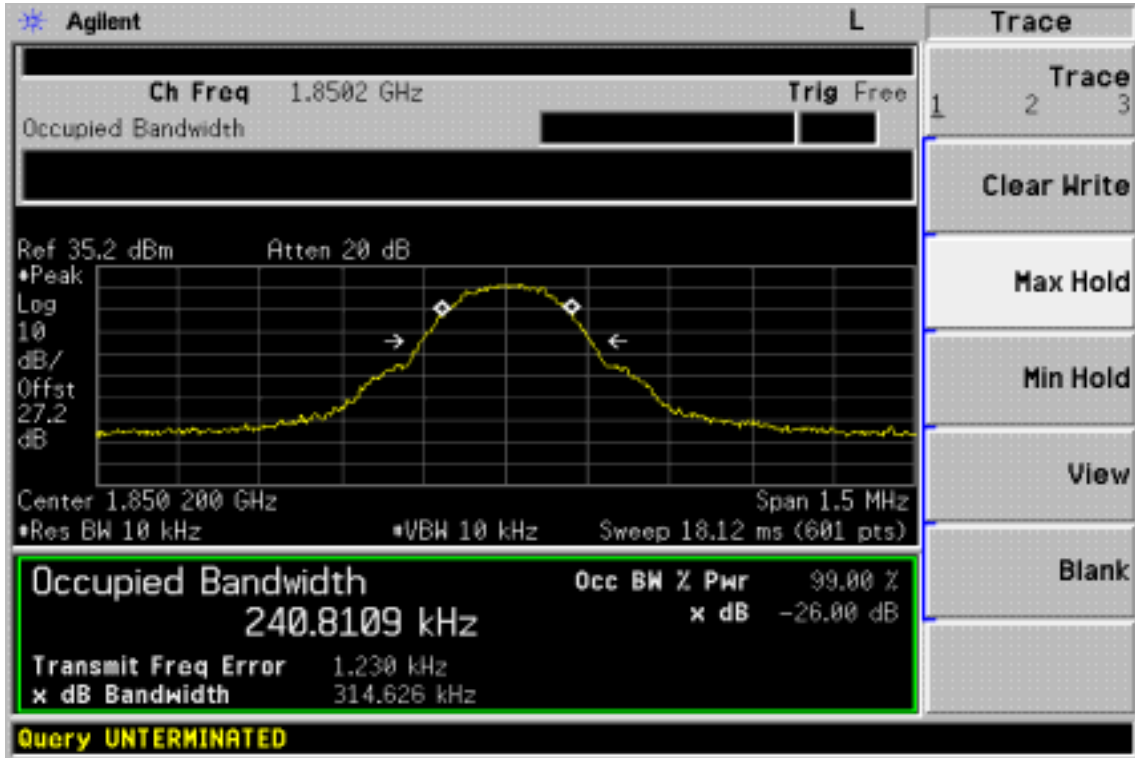 Agilent L Trace
Ch Freq 1.8502 GHz Trig Free
Occupied Bandwidth
Trace
1 2 3
Clear Write
Max Hold
Min Hold
View
Blank
Ref 35.2 dBm Atten 20 dB
•Peak
Log
10
dB/
Offst
27.2
dB
Center 1.850 200 GHz Span 1.5 MHz
•Res BW 10 kHz •VBW 10 kHz Sweep 18.12 ms (601 pts)
Occupied Bandwidth Occ BW % Pwr 99.00 %
240.8109 kHz x dB -26.00 dB
Transmit Freq Error 1.230 kHz
x dB Bandwidth 314.626 kHz
Query UNTERMINATED